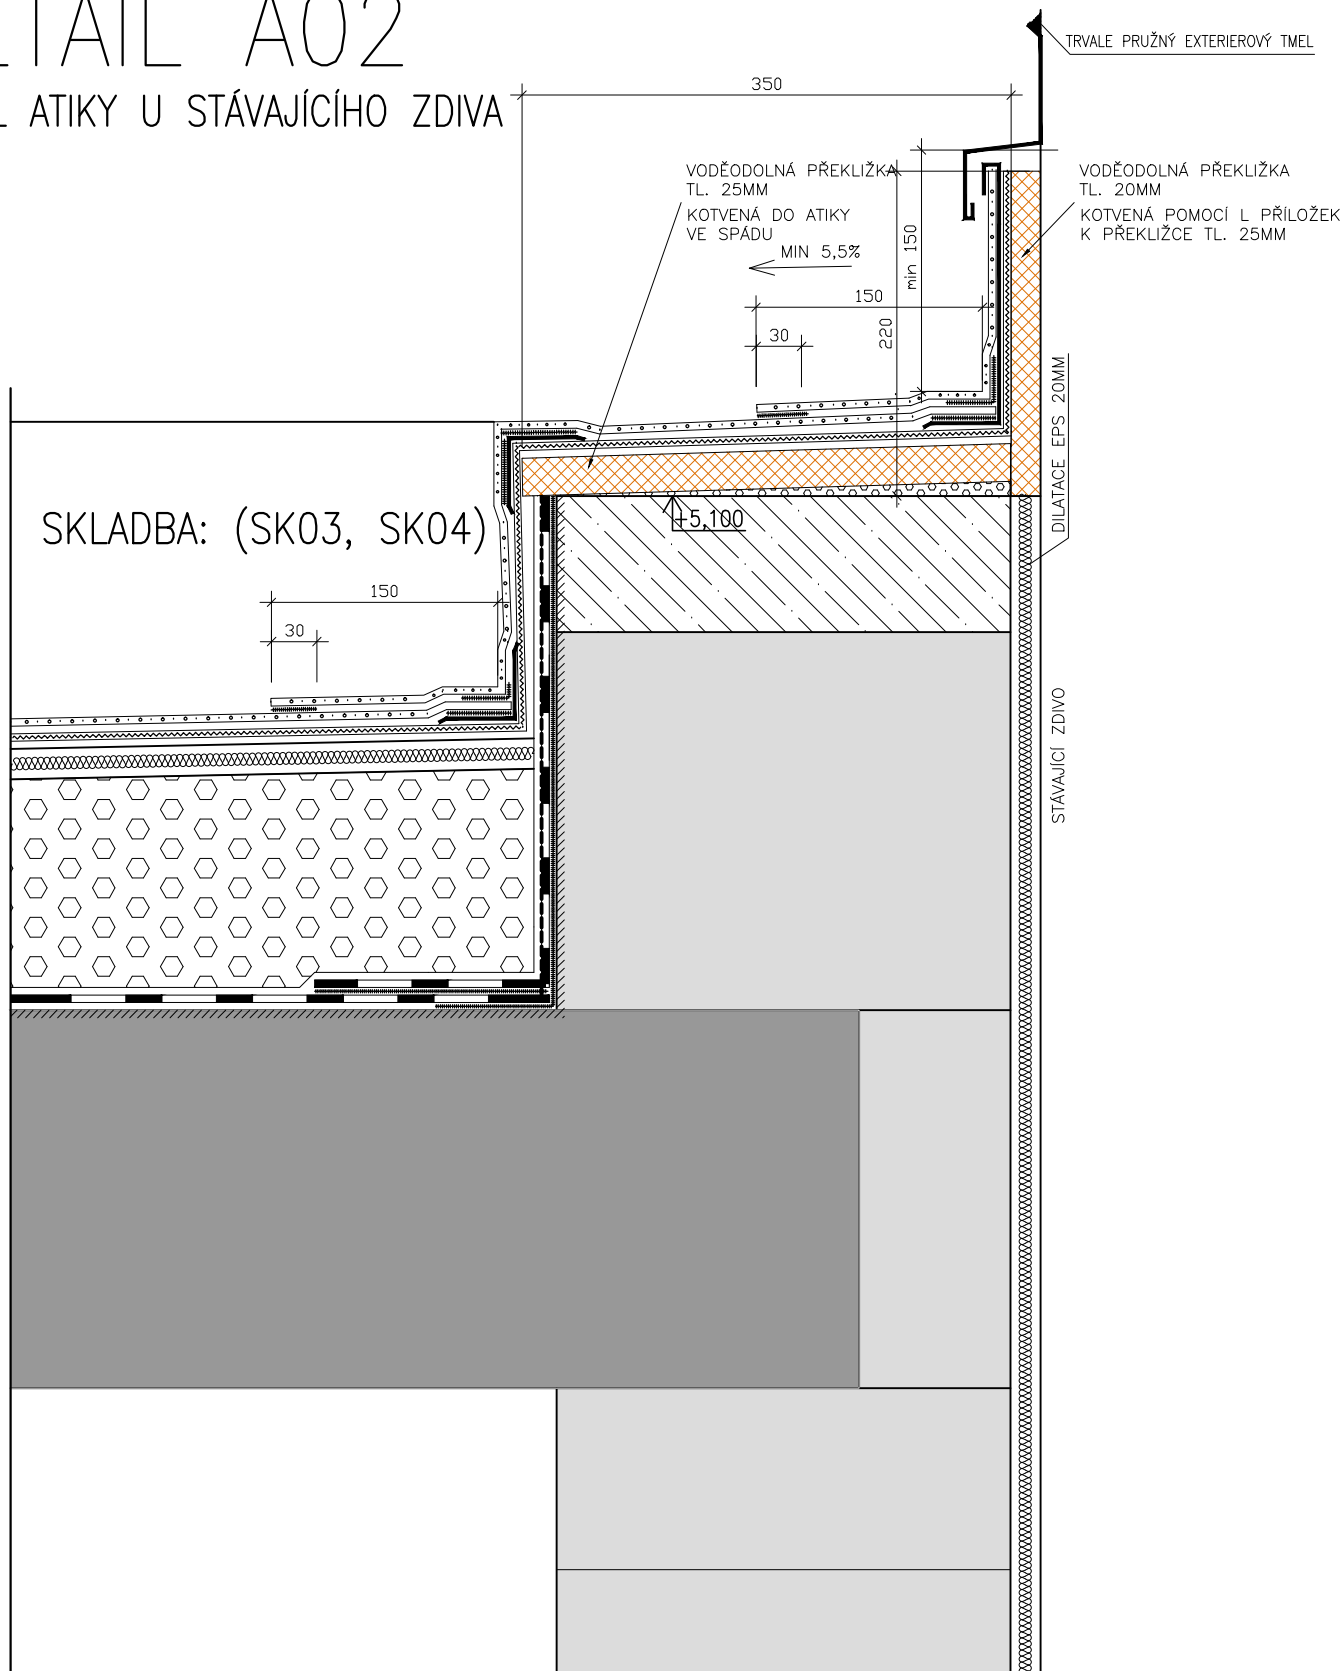 TAIL A02
ATIKY U STÁVAJÍCÍHO ZDIVA
TRVALE PRUŽNÝ EXTERIEROVÝ TMEL
350
VODĚODOLNÁ PŘEKLIŽKA
TL. 25MM
KOTVENÁ DO ATIKY
VE SPÁDU
MIN 5,5%
VODĚODOLNÁ PŘEKLIŽKA
TL. 20MM
KOTVENÁ POMOCÍ L PŘÍLOŽEK
K PŘEKLIŽCE TL. 25MM
min 150
150
220
30
DILATACE EPS 20MM
SKLADBA: (SK03, SK04)
+5,100
150
30
STÁVAJÍCÍ ZDIVO